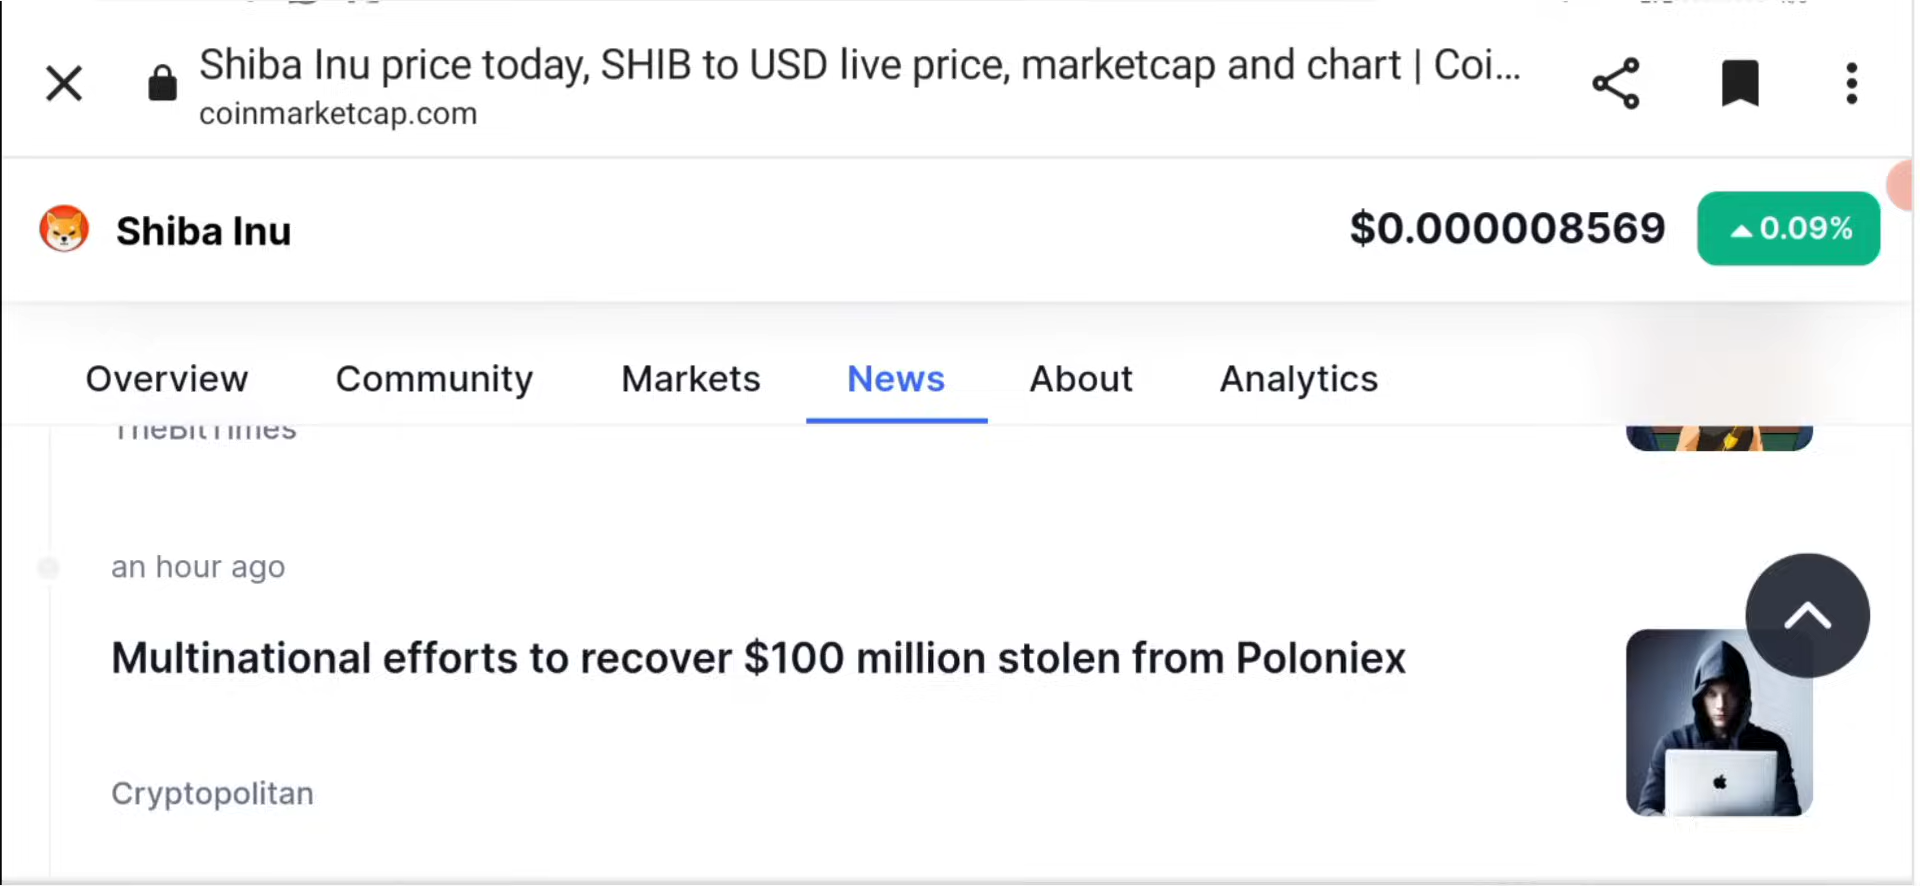 Shiba Inu price today, SHIB to USD live price, marketcap and chart | Coi...
coinmarketcap.com
Shiba Inu
$0.000008569
0.09%
Overview Community Markets News About Analytics
TheBitTimes
an hour ago
Multinational efforts to recover $100 million stolen from Poloniex
Cryptopolitan